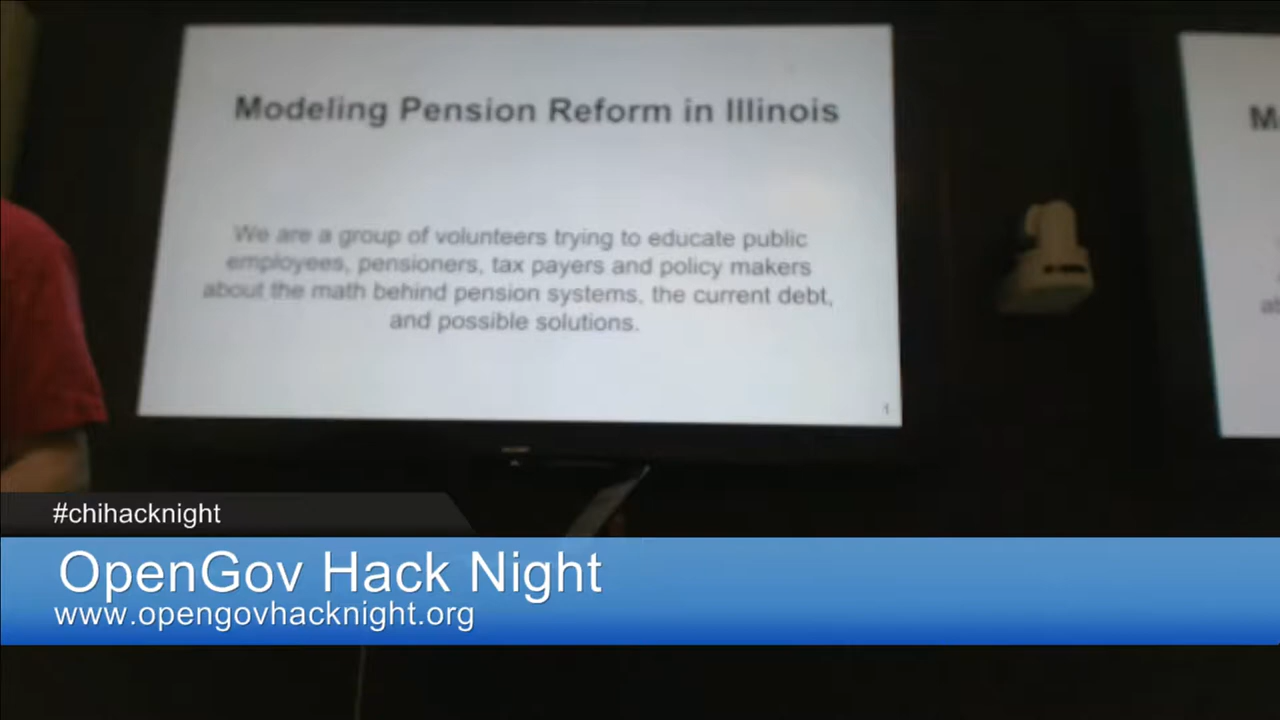 Modeling Pension Reform in Illinois
We are a group of volunteers trying to educate public
employees, pensioners, tax payers and policy makers
about the math behind pension systems, the current debt,
and possible solutions.
1
M
#chihacknight
OpenGov Hack Night
www.opengovhacknight.org